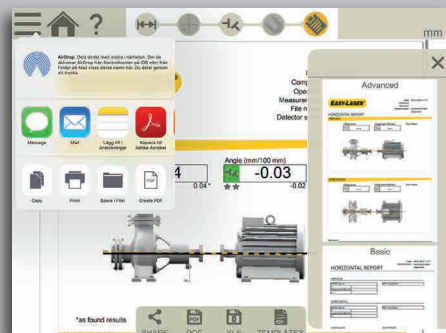 ?
mm
AirDrop. Dela direkt med andra i närheten. Om de
aktiverar AirDrop från Kontrollcenter på iOS eller från
Finder på Mac visas deras namn här. Du delar genom
att trycka.
Message
Mail
Lägg till i
Anteckningar
Kopiera till
Adobe Acrobat
Copy
Print
Spara i Filer
Create PDF
Comp
Ope
Measurer
File n
Detector s
4
0.04
Angle (mm/100 mm)
-0.03
-0.02
*as found results
SHARE
PDF
XLS
TEMPLATES
Advanced
EASY-LASER
HORIZONTAL REPORT
Basic
HORIZONTAL REPORT